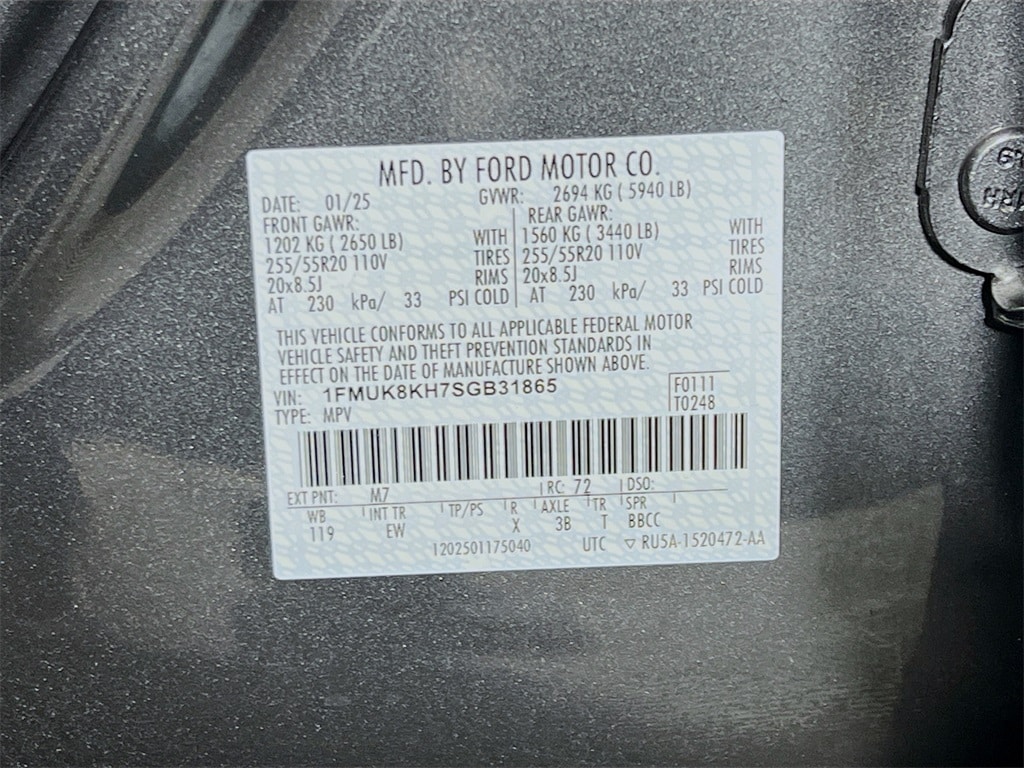 MFD. BY FORD MOTOR CO.
DATE: 01/25 GVWR: 2694 KG ( 5940 LB)
FRONT GAWR: REAR GAWR:
1202 KG ( 2650 LB) WITH 1560 KG ( 3440 LB) WITH
255/55R20 110V TIRES 255/55R20 110V TIRES
20x8.5J RIMS 20x8.5J RIMS
AT 230 kPa/ 33 PSI COLD AT 230 kPa/ 33 PSI COLD
THIS VEHICLE CONFORMS TO ALL APPLICABLE FEDERAL MOTOR
VEHICLE SAFETY AND THEFT PREVENTION STANDARDS IN
EFFECT ON THE DATE OF MANUFACTURE SHOWN ABOVE.
VIN: 1FMUK8KH7SGB31865 F0111
TYPE: MPV T0248
EXT PNT: M7 RC: 72 DSO:
WB INT TR TP/PS R AXLE TR SPR
119 EW X 3B T BBCC
1202501175040 UTC ▽ RU5A-1520472-AA